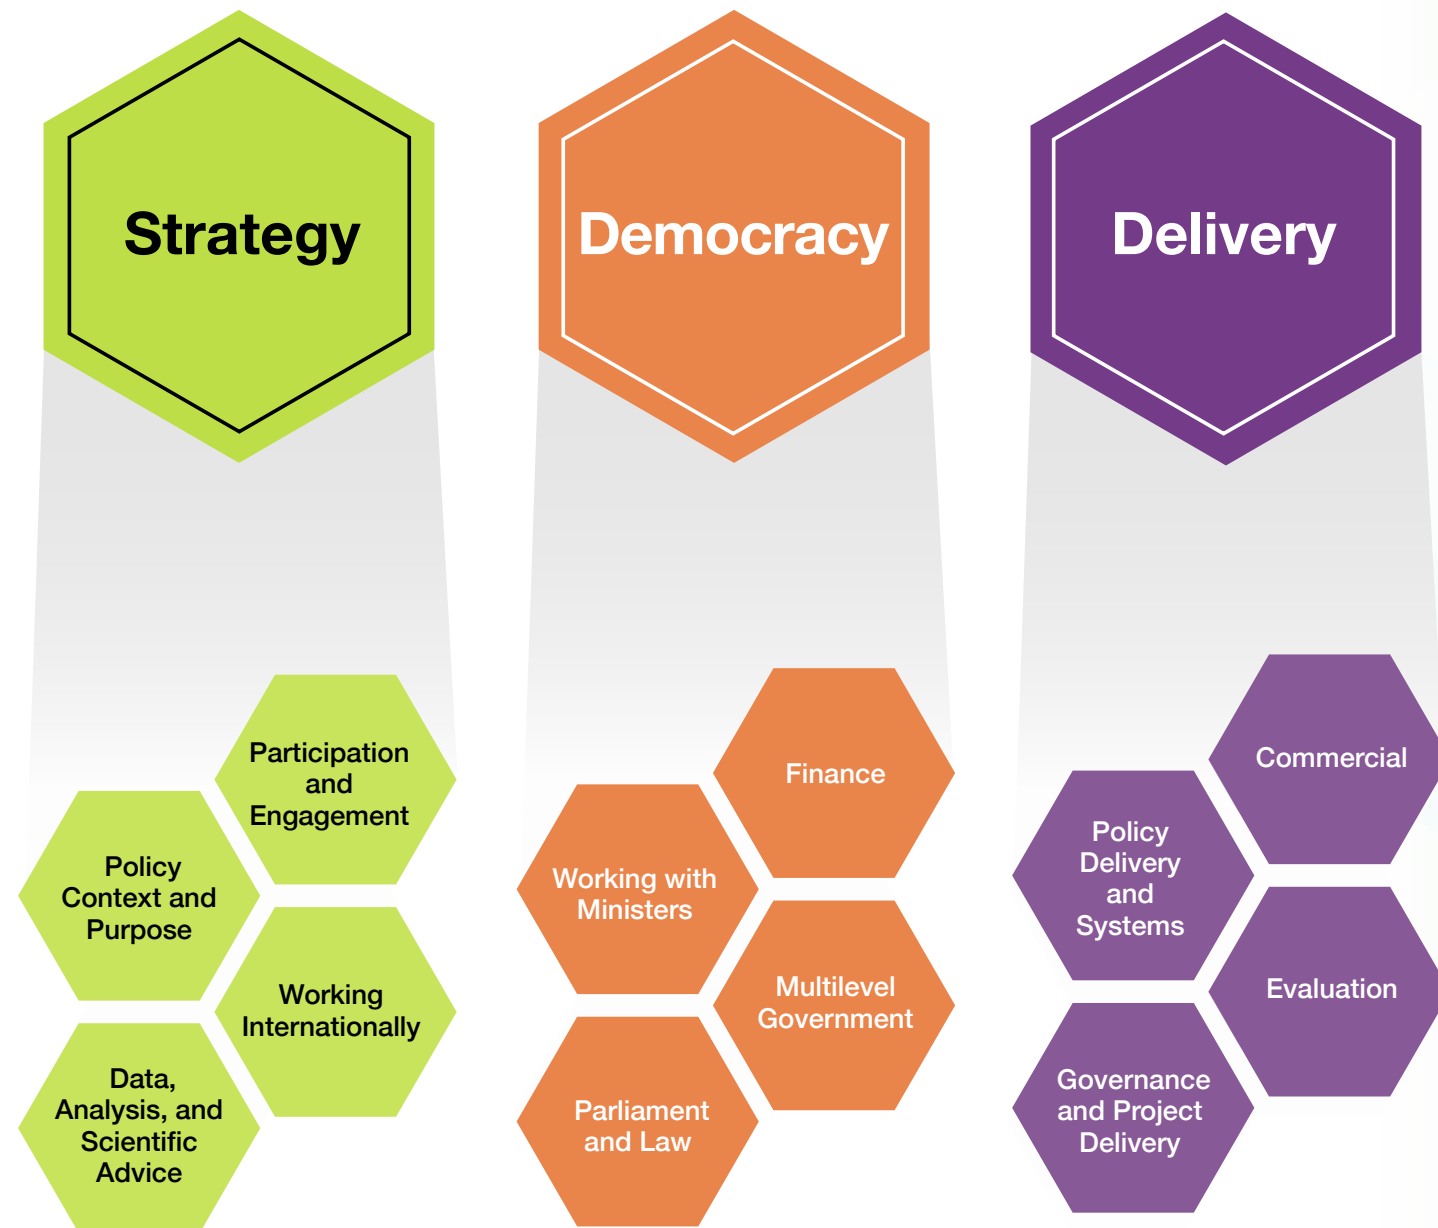 Strategy
Participation
and
Engagement
Policy
Context and
Purpose
Working
Internationally
Data,
Analysis, and
Scientific
Advice
Democracy
Finance
Working with
Ministers
Multilevel
Government
Parliament
and Law
Delivery
Commercial
Policy
Delivery
and
Systems
Evaluation
Governance
and Project
Delivery